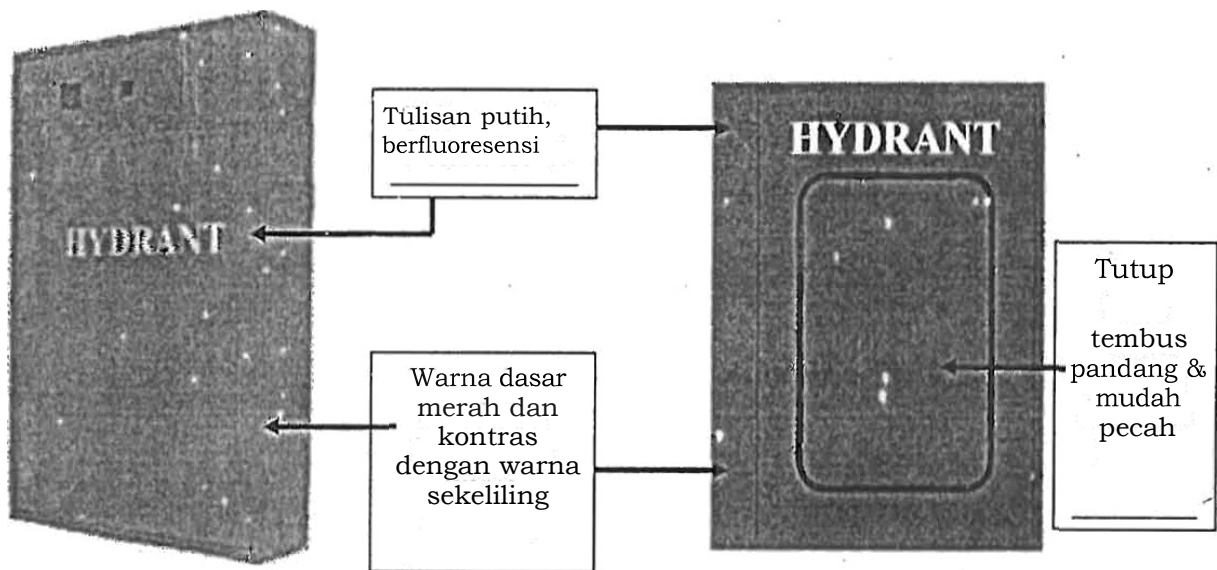 Tulisan putih,
berfluoresensi
HYDRANT
HYDRANT
Tutup
tembus
pandang &
mudah
pecah
Warna dasar
merah dan
kontras
dengan warna
sekeliling